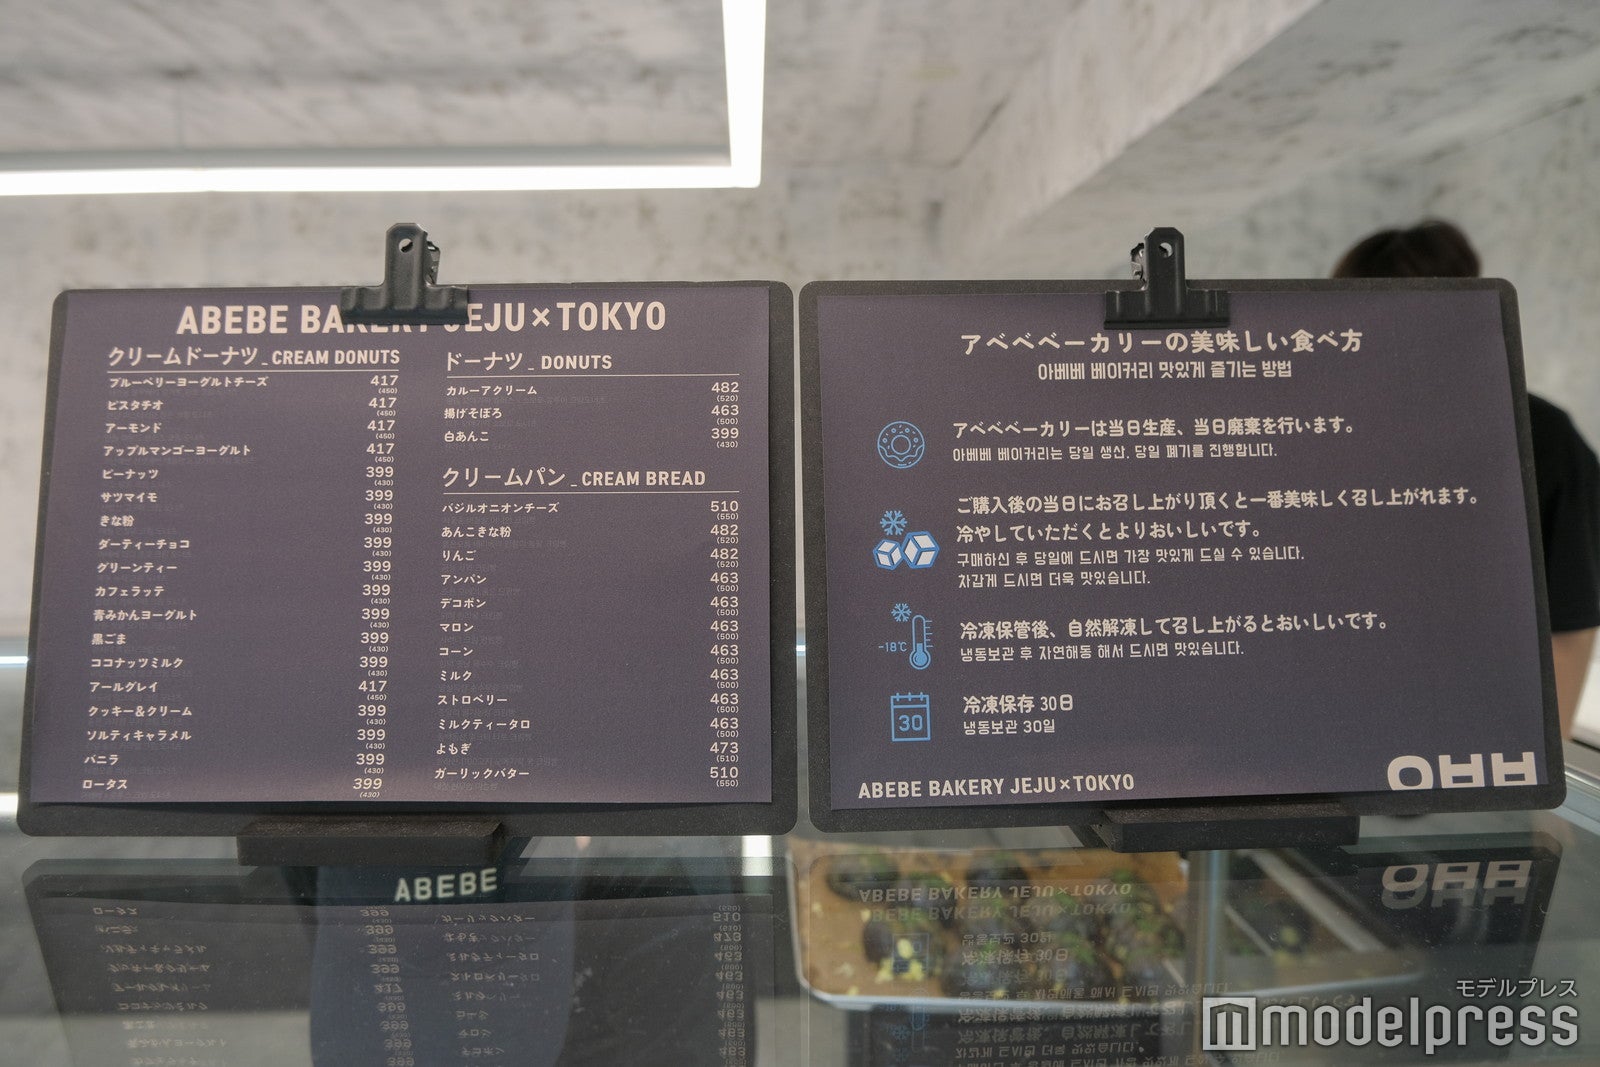 ABEBE BAKERY JEJU×TOKYO
クリームドーナツ_CREAM DONUTS
ブルーベリーヨーグルトチーズ 417
(450)
ピスタチオ 417
(450)
アーモンド 417
(450)
アップルマンゴーヨーグルト 417
(450)
ピーナッツ 399
(430)
サツマイモ 399
(430)
きな粉 399
(430)
ダーティーチョコ 399
(430)
グリーンティー 399
(430)
カフェラッテ 399
(430)
青みかんヨーグルト 399
(430)
黒ごま 399
(430)
ココナッツミルク 399
(430)
アールグレイ 417
(450)
クッキー&クリーム 399
(430)
ソルティキャラメル 399
(430)
バニラ 399
(430)
ロータス 399
(430)
ドーナツ_DONUTS
カルーアクリーム 482
(520)
揚げそぼろ 463
(500)
白あんこ 399
(430)
クリームパン_CREAM BREAD
バジルオニオンチーズ 510
(550)
あんこきな粉 482
(520)
りんご 482
(520)
アンパン 463
(500)
デコポン 463
(500)
マロン 463
(500)
コーン 463
(500)
ミルク 463
(500)
ストロベリー 463
(500)
ミルクティータロ 463
(500)
よもぎ 473
(510)
ガーリックバター 510
(550)
アベベベーカリーの美味しい食べ方
아베베 베이커리 맛있게 즐기는 방법
アベベベーカリーは当日生産、当日廃棄を行います。
아베베 베이커리는 당일 생산, 당일 폐기를 진행합니다.
ご購入後の当日にお召し上がり頂くと一番美味しく召し上がれます。
冷やしていただくとよりおいしいです。
구매하신 후 당일에 드시면 가장 맛있게 드실 수 있습니다.
차갑게 드시면 더욱 맛있습니다.
-18℃
冷凍保管後、自然解凍して召し上がるとおいしいです。
냉동보관 후 자연해동 해서 드시면 맛있습니다.
30
冷凍保存 30日
냉동보관 30일
ABEBE BAKERY JEJU×TOKYO
ABEBE
モデルプレス
modelpress